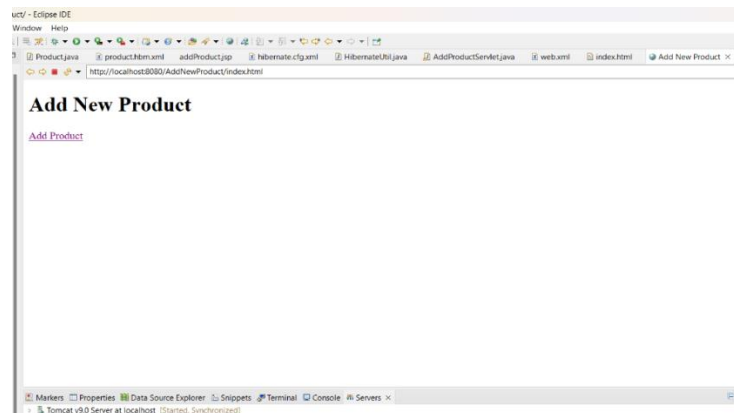 uct/ - Eclipse IDE
Window Help
Product.java product.hbm.xml addProduct.jsp hibernate.cfg.xml HibernateUtil.java AddProductServlet.java web.xml index.html Add New Product
http://localhost:8080/AddNewProduct/index.html
Add New Product
Add Product
Markers Properties Data Source Explorer Snippets Terminal Console Servers
Tomcat v9.0 Server at localhost [Started, Synchronized]